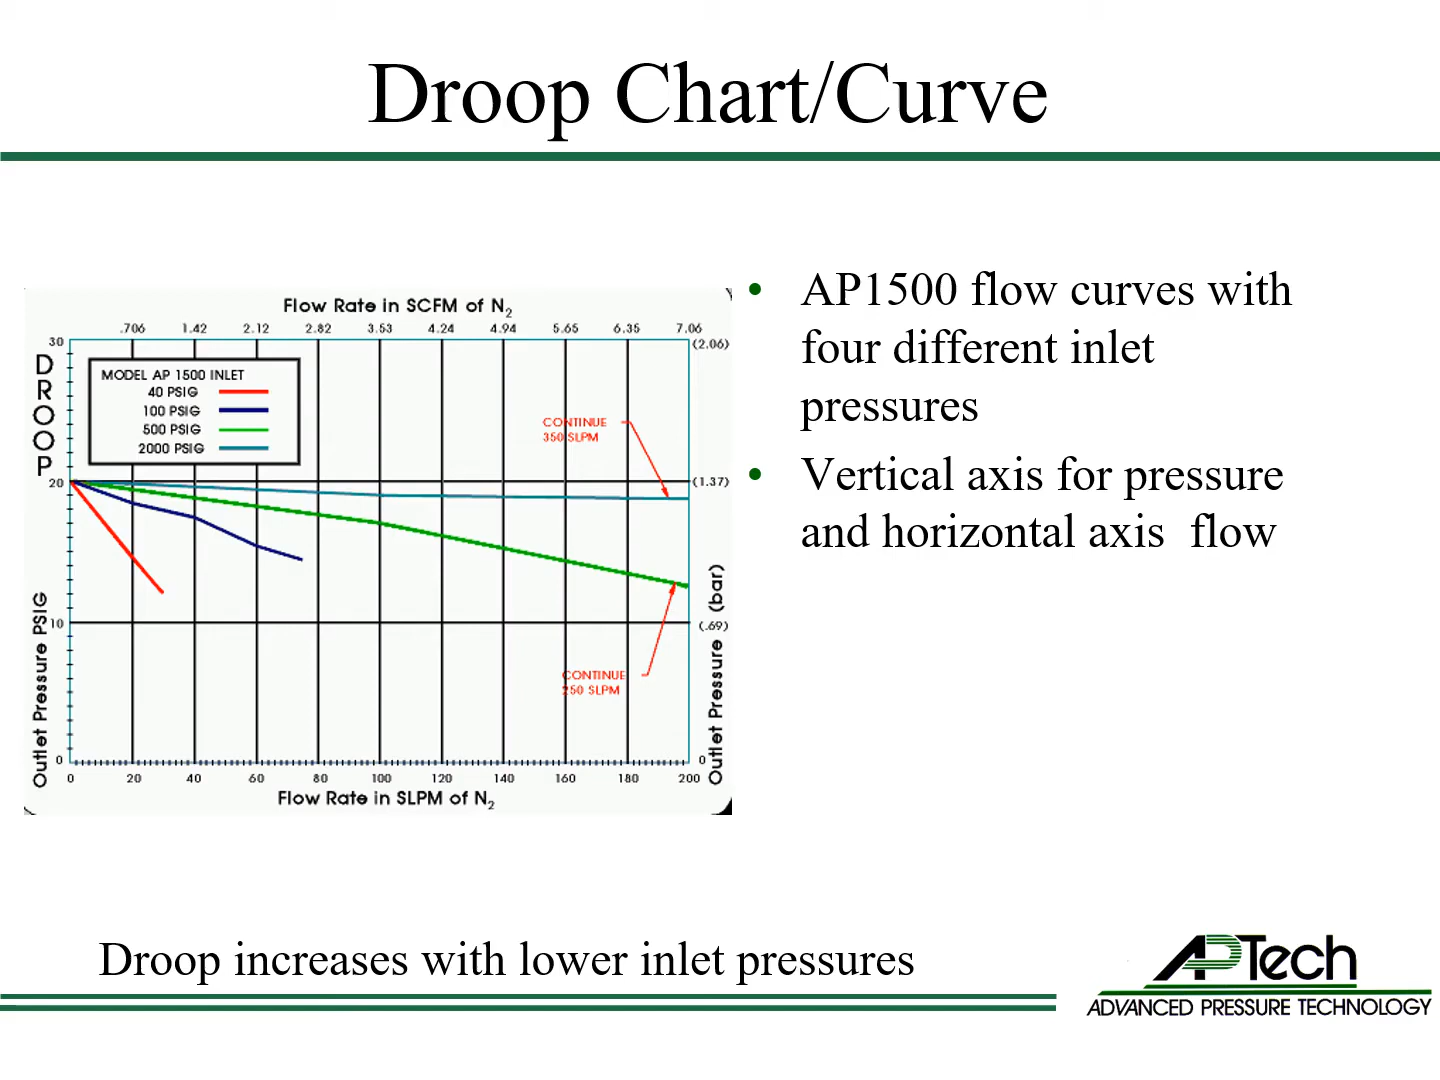 Droop Chart/Curve
Flow Rate in SCFM of N2
.706 1.42 2.12 2.82 3.53 4.24 4.94 5.65 6.35 7.06
30 (2.06)
DROOP
MODEL AP 1500 INLET
40 PSIG
100 PSIG
500 PSIG
2000 PSIG
CONTINUE
350 SLPM
20 (1.37)
10 (.69)
CONTINUE
250 SLPM
Outlet Pressure PSIG
Outlet Pressure (bar)
0 0
0 20 40 60 80 100 120 140 160 180 200
Flow Rate in SLPM of N2
• AP1500 flow curves with
four different inlet
pressures
• Vertical axis for pressure
and horizontal axis flow
Droop increases with lower inlet pressures
APTech
ADVANCED PRESSURE TECHNOLOGY